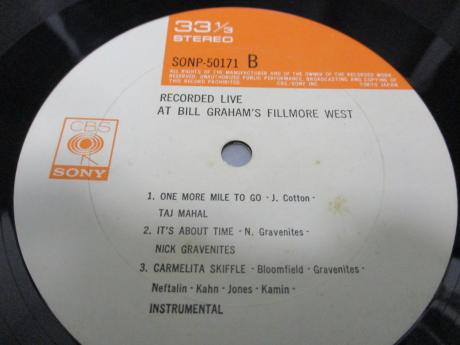 33 1/3
STEREO
SONP-50171 B
ALL RIGHTS OF THE MANUFACTURER AND OF THE OWNER OF THE RECORDED WORK
RESERVED. UNAUTHORIZED PUBLIC PERFORMANCE, BROADCASTING AND COPYING OF
THIS RECORD PROHIBITED. CBS/SONY INC. TOKYO JAPAN
RECORDED LIVE
AT BILL GRAHAM'S FILLMORE WEST
CBS
SONY
1. ONE MORE MILE TO GO - J. Cotton -
TAJ MAHAL
2. IT'S ABOUT TIME - N. Gravenites -
NICK GRAVENITES
3. CARMELITA SKIFFLE - Bloomfield - Gravenites -
Neftalin - Kahn - Jones - Kamin -
INSTRUMENTAL